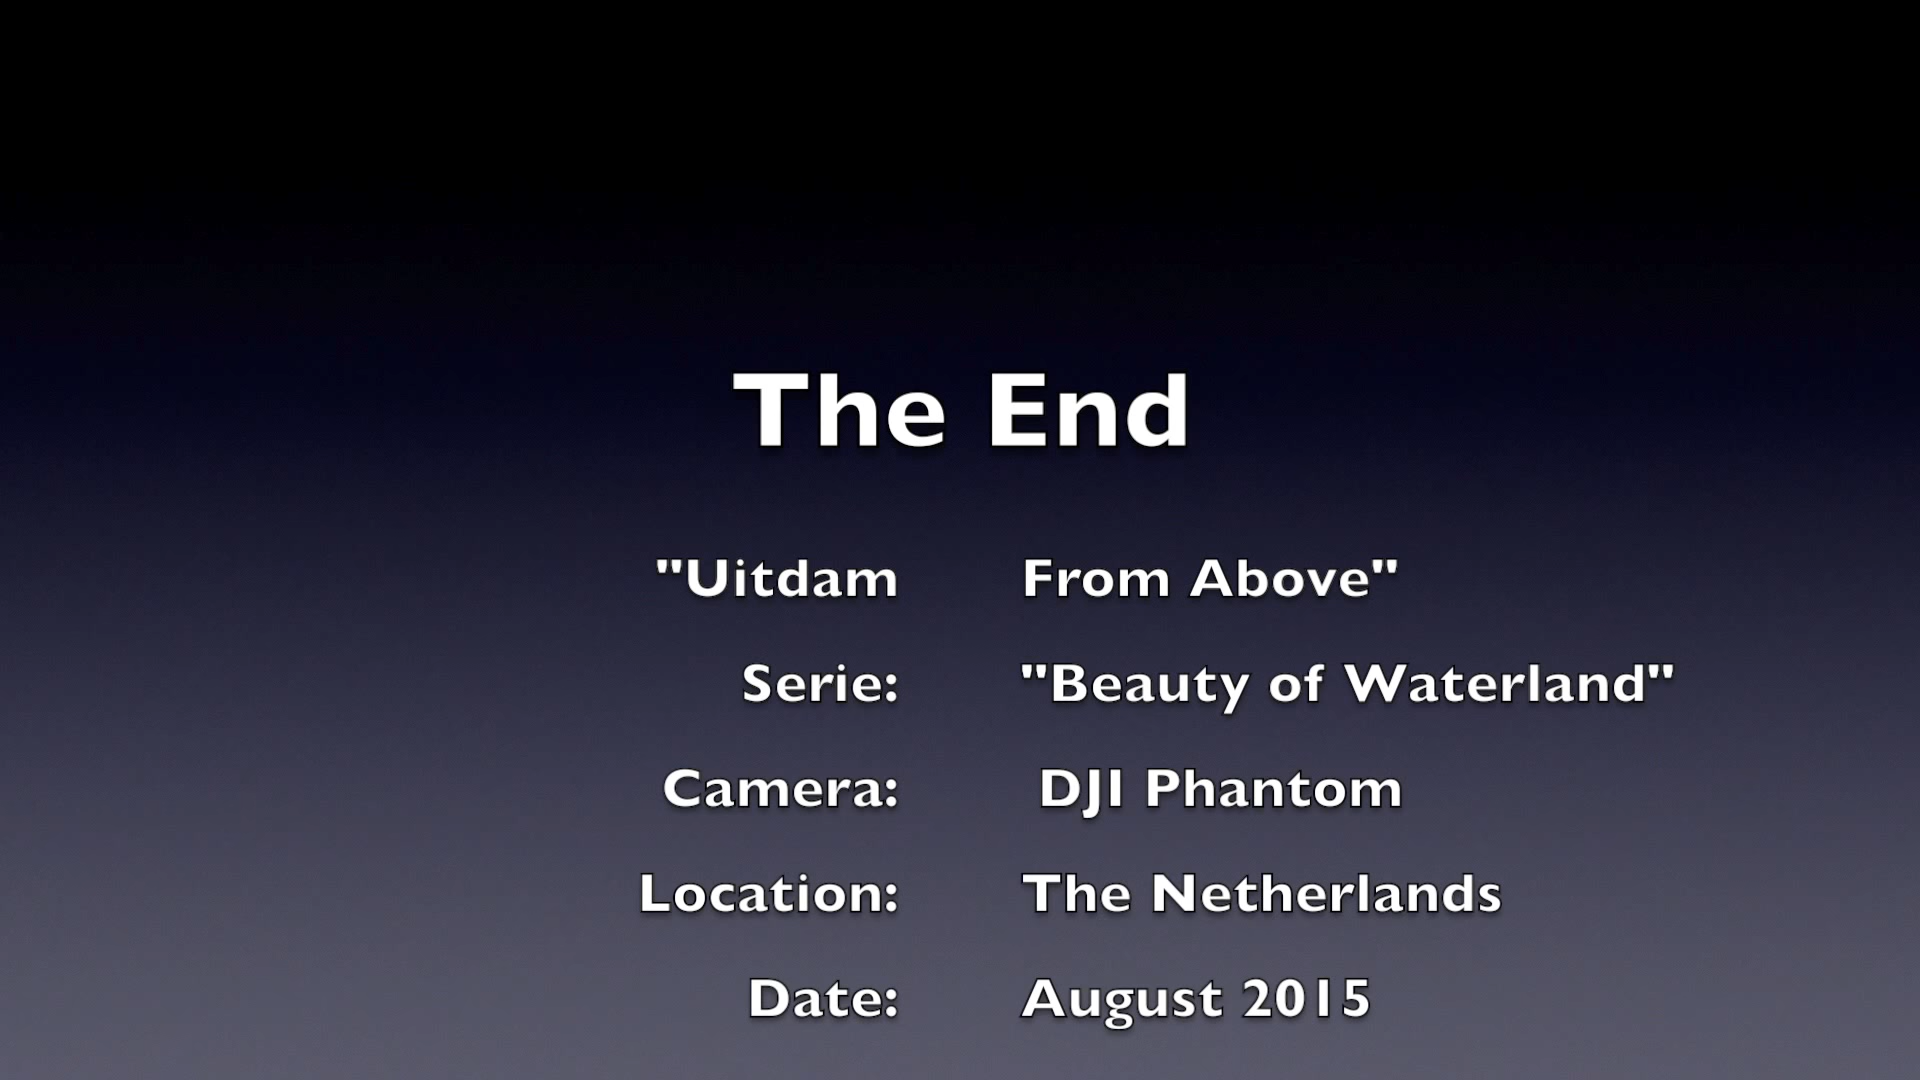 The End
"Uitdam From Above"
Serie: "Beauty of Waterland"
Camera: DJI Phantom
Location: The Netherlands
Date: August 2015